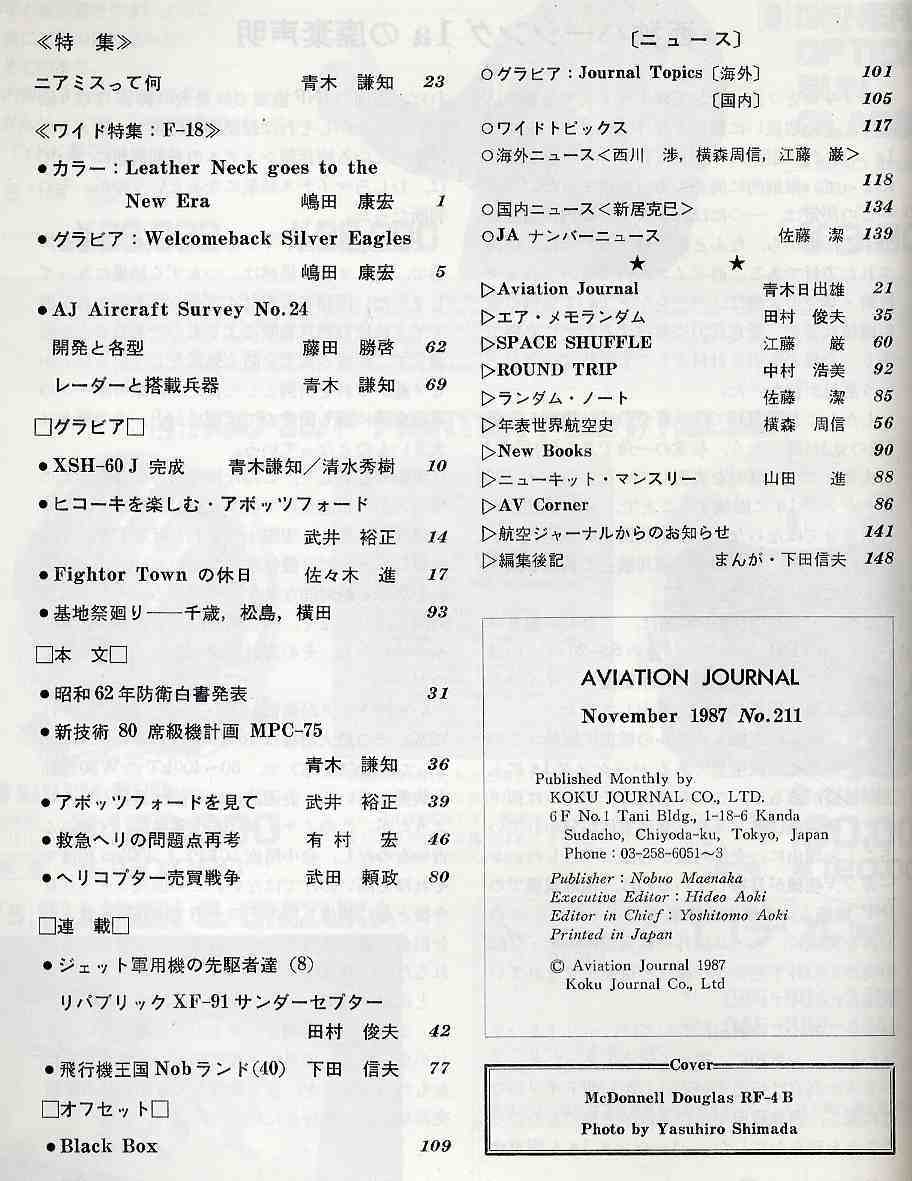 ≪特 集≫
ニアミスって何 青木 謙知 23
≪ワイド特集：F-18≫
●カラー：Leather Neck goes to the
New Era 嶋田 康宏 1
●グラビア：Welcomeback Silver Eagles
嶋田 康宏 5
●AJ Aircraft Survey No.24
開発と各型 藤田 勝啓 62
レーダーと搭載兵器 青木 謙知 69
□グラビア□
●XSH-60J 完成 青木謙知／清水秀樹 10
●ヒコーキを楽しむ・アボッツフォード
武井 裕正 14
●Fightor Town の休日 佐々木 進 17
●基地祭廻り──千歳，松島，横田 93
□本 文□
●昭和62年防衛白書発表 31
●新技術 80 席級機計画 MPC-75
青木 謙知 36
●アボッツフォードを見て 武井 裕正 39
●救急ヘリの問題点再考 有村 宏 46
●ヘリコプター売買戦争 武田 頼政 80
□連 載□
●ジェット軍用機の先駆者達 (8)
リパブリックXF-91サンダーセプター
田村 俊夫 42
●飛行機王国Nobランド(40) 下田 信夫 77
□オフセット□
●Black Box 109
〔ニュース〕
○グラビア：Journal Topics〔海外〕 101
〔国内〕 105
○ワイドトピックス 117
○海外ニュース＜西川 渉，横森周信，江藤 巌＞
118
○国内ニュース＜新居克巳＞ 134
○JA ナンバーニュース 佐藤 潔 139
★ ★
▷Aviation Journal 青木日出雄 21
▷エア・メモランダム 田村 俊夫 35
▷SPACE SHUFFLE 江藤 巌 60
▷ROUND TRIP 中村 浩美 92
▷ランダム・ノート 佐藤 潔 85
▷年表世界航空史 横森 周信 56
▷New Books 90
▷ニューキット・マンスリー 山田 進 88
▷AV Corner 86
▷航空ジャーナルからのお知らせ 141
▷編集後記 まんが・下田信夫 148
AVIATION JOURNAL
November 1987 No.211
Published Monthly by
KOKU JOURNAL CO., LTD.
6F No.1 Tani Bldg., 1-18-6 Kanda
Sudacho, Chiyoda-ku, Tokyo, Japan
Phone：03-258-6051～3
Publisher：Nobuo Maenaka
Executive Editor：Hideo Aoki
Editor in Chief：Yoshitomo Aoki
Printed in Japan
© Aviation Journal 1987
Koku Journal Co., Ltd
Cover
McDonnell Douglas RF-4B
Photo by Yasuhiro Shimada